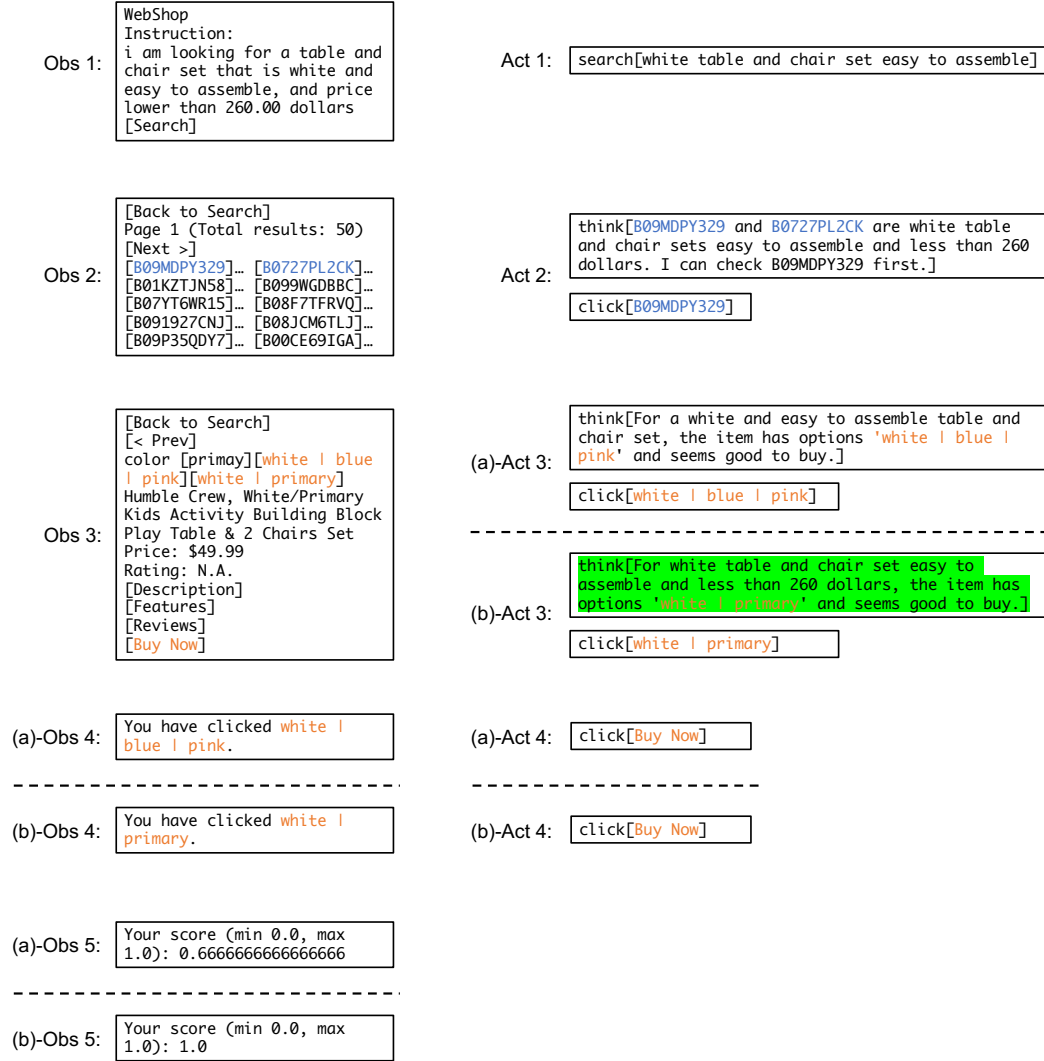 Obs 1:
WebShop
Instruction:
i am looking for a table and
chair set that is white and
easy to assemble, and price
lower than 260.00 dollars
[Search]
Act 1:
search[white table and chair set easy to assemble]
Obs 2:
[Back to Search]
Page 1 (Total results: 50)
[Next >]
[B09MDPY329]… [B0727PL2CK]…
[B01KZTJN58]… [B099WGDBBC]…
[B07YT6WR15]… [B08F7TFRVQ]…
[B091927CNJ]… [B08JCM6TLJ]…
[B09P35QDY7]… [B00CE69IGA]…
Act 2:
think[B09MDPY329 and B0727PL2CK are white table
and chair sets easy to assemble and less than 260
dollars. I can check B09MDPY329 first.]
click[B09MDPY329]
Obs 3:
[Back to Search]
[< Prev]
color [primay][white | blue
| pink][white | primary]
Humble Crew, White/Primary
Kids Activity Building Block
Play Table & 2 Chairs Set
Price: $49.99
Rating: N.A.
[Description]
[Features]
[Reviews]
[Buy Now]
(a)-Act 3:
think[For a white and easy to assemble table and
chair set, the item has options 'white | blue |
pink' and seems good to buy.]
click[white | blue | pink]
(b)-Act 3:
think[For white table and chair set easy to
assemble and less than 260 dollars, the item has
options 'white | primary' and seems good to buy.]
click[white | primary]
(a)-Obs 4:
You have clicked white |
blue | pink.
(a)-Act 4:
click[Buy Now]
(b)-Obs 4:
You have clicked white |
primary.
(b)-Act 4:
click[Buy Now]
(a)-Obs 5:
Your score (min 0.0, max
1.0): 0.6666666666666666
(b)-Obs 5:
Your score (min 0.0, max
1.0): 1.0